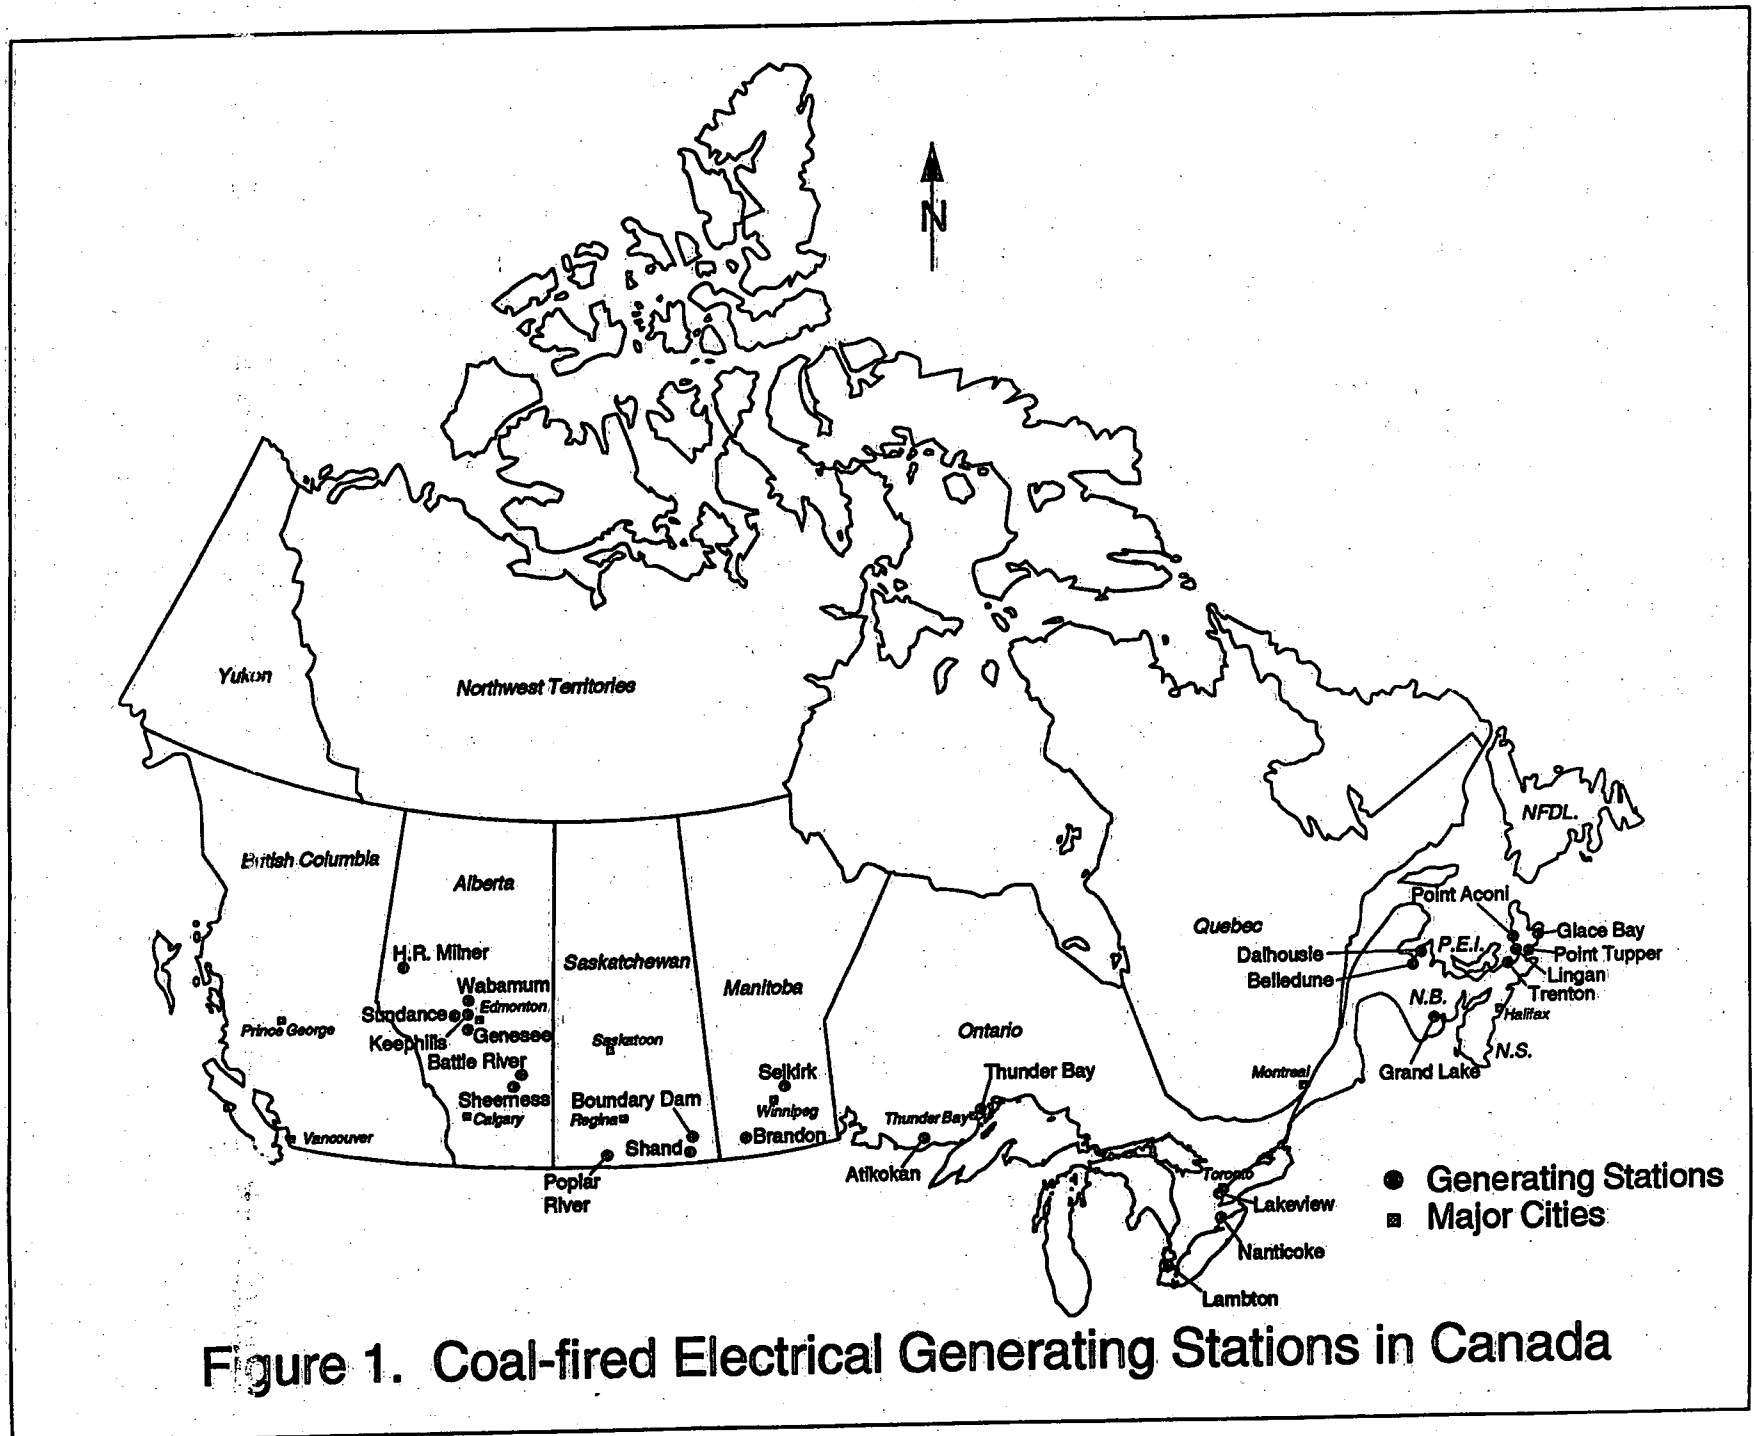 N
Yukon
Northwest Territories
NFDL.
British Columbia
Alberta
Point Aconi
Quebec
Glace Bay
H.R. Milner
Dalhousie
P.E.I.
Point Tupper
Saskatchewan
Belledune
Lingan
Wabamum
Manitoba
Trenton
Sundance
Edmonton
N.B.
Halifax
Prince George
Keephills
Genesee
Saskatoon
Ontario
N.S.
Battle River
Selkirk
Thunder Bay
Montreal
Grand Lake
Sheerness
Boundary Dam
Winnipeg
Calgary
Regina
Thunder Bay
Vancouver
Shand
Brandon
Atikokan
Toronto
Poplar
River
Lakeview
Generating Stations
Major Cities
Nanticoke
Lambton
Figure 1. Coal-fired Electrical Generating Stations in Canada